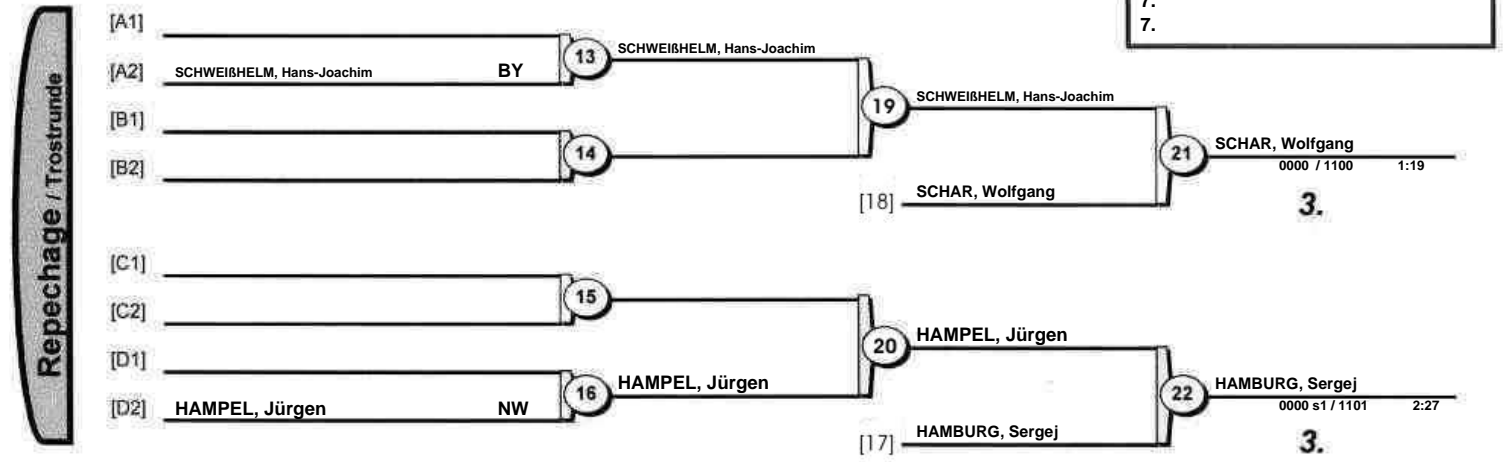 7.
7.
Repechage / Trostrunde
[A1]
13
SCHWEIßHELM, Hans-Joachim
[A2] SCHWEIßHELM, Hans-Joachim BY
19
SCHWEIßHELM, Hans-Joachim
[B1]
14
21
SCHAR, Wolfgang
0000 / 1100 1:19
[B2]
[18] SCHAR, Wolfgang
3.
[C1]
15
[C2]
20
HAMPEL, Jürgen
[D1]
16
HAMPEL, Jürgen
22
HAMBURG, Sergej
0000 s1 / 1101 2:27
[D2] HAMPEL, Jürgen NW
[17] HAMBURG, Sergej
3.